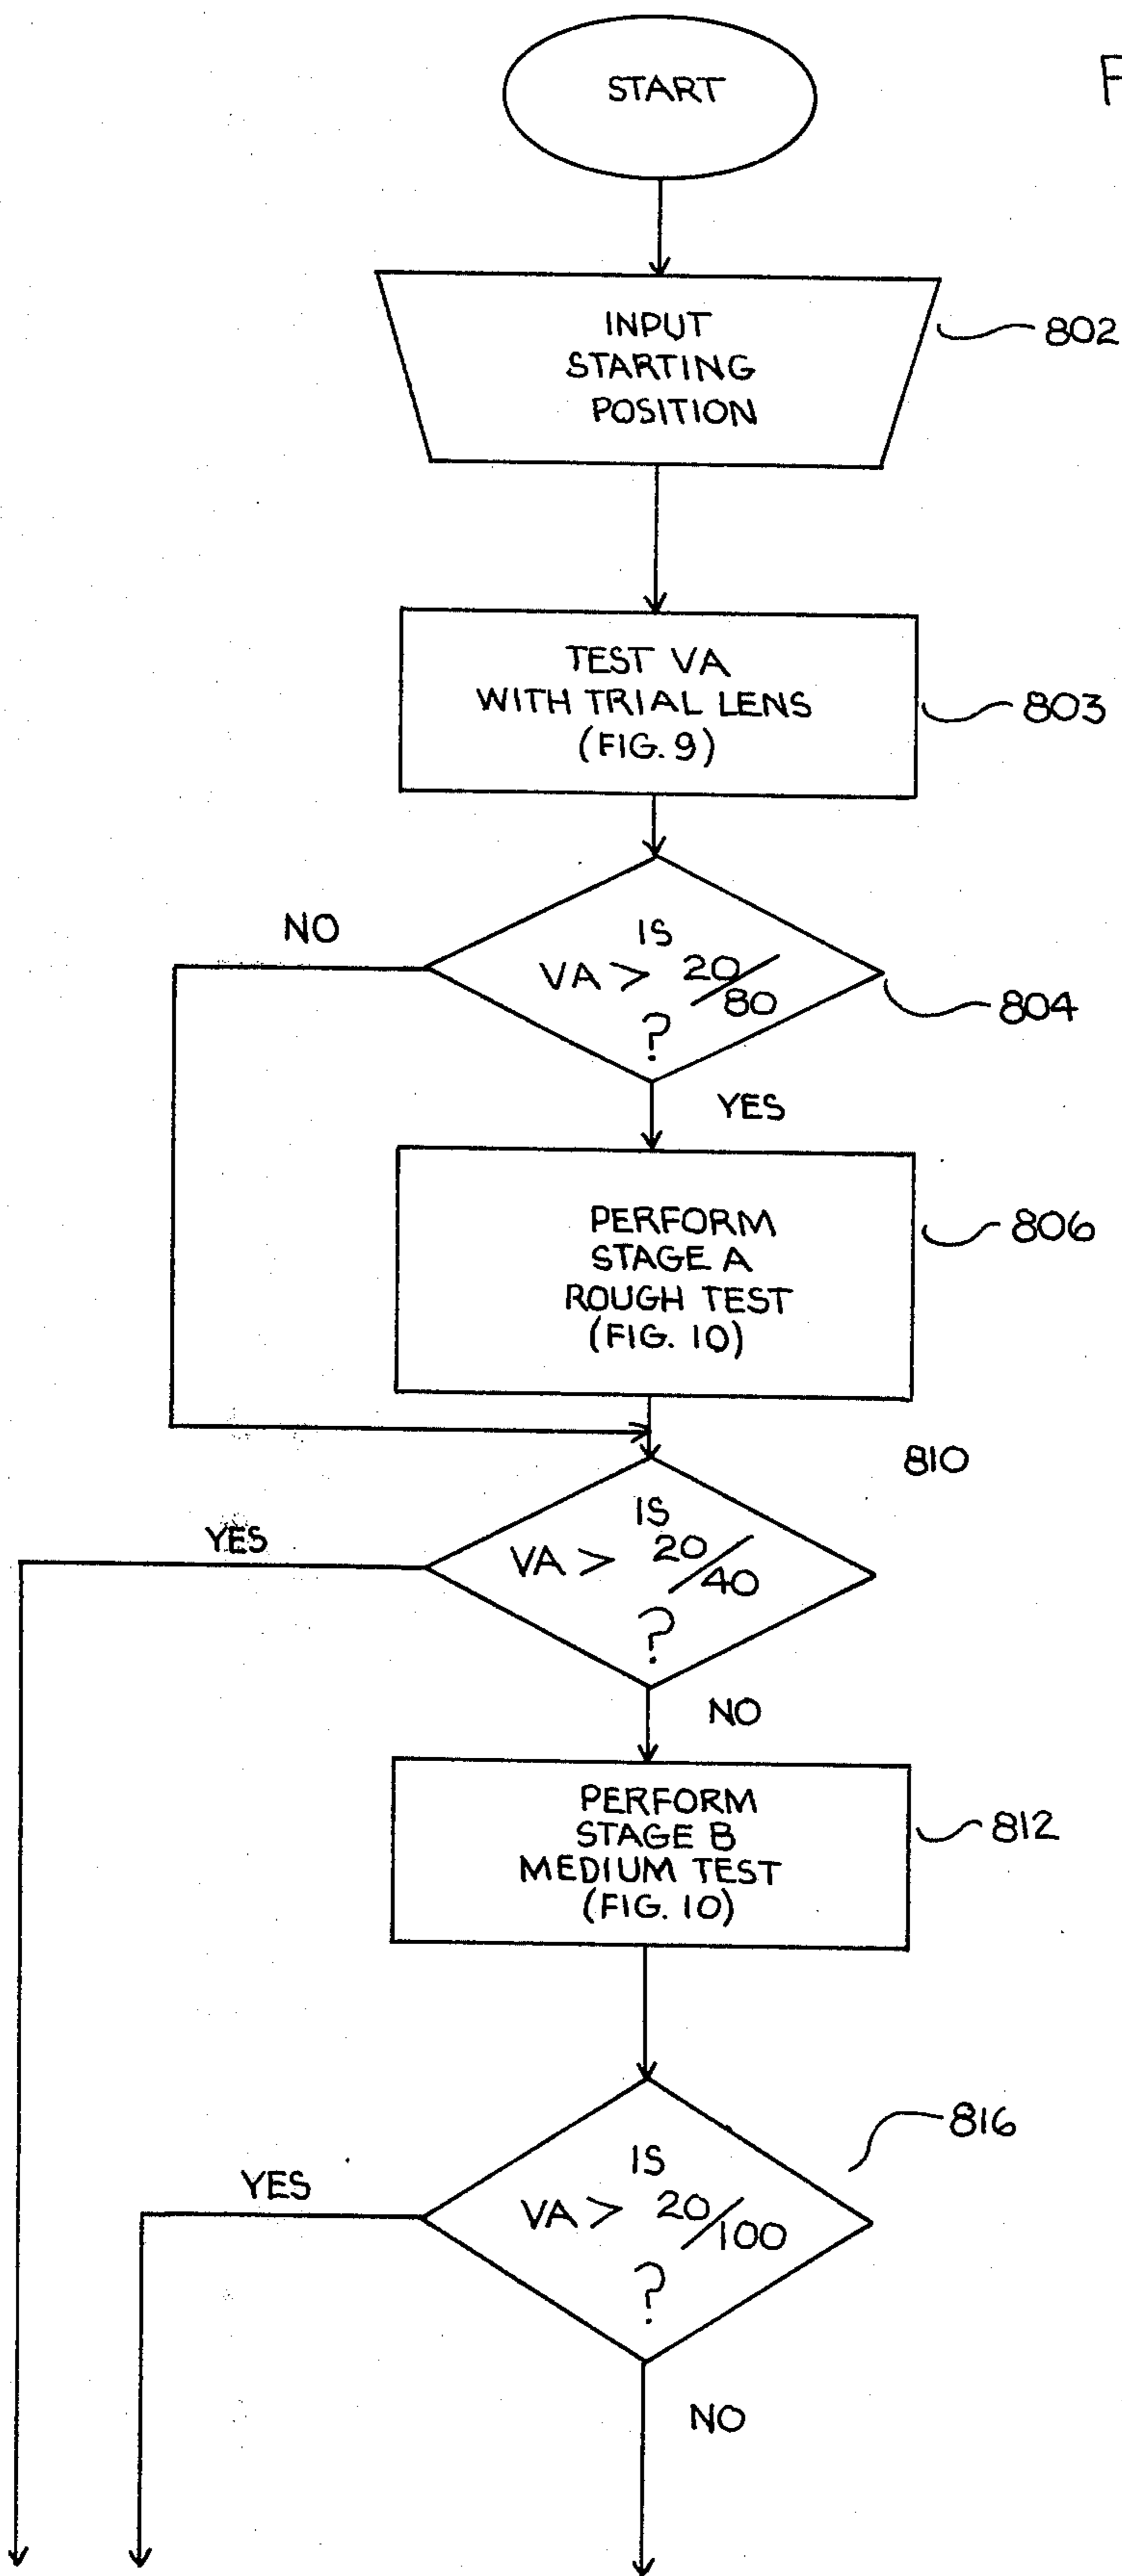 START
F
INPUT
STARTING
POSITION
802
TEST VA
WITH TRIAL LENS
(FIG. 9)
803
NO
IS
VA > 20/80
?
804
YES
PERFORM
STAGE A
ROUGH TEST
(FIG. 10)
806
810
YES
IS
VA > 20/40
?
NO
PERFORM
STAGE B
MEDIUM TEST
(FIG. 10)
812
816
YES
IS
VA > 20/100
?
NO